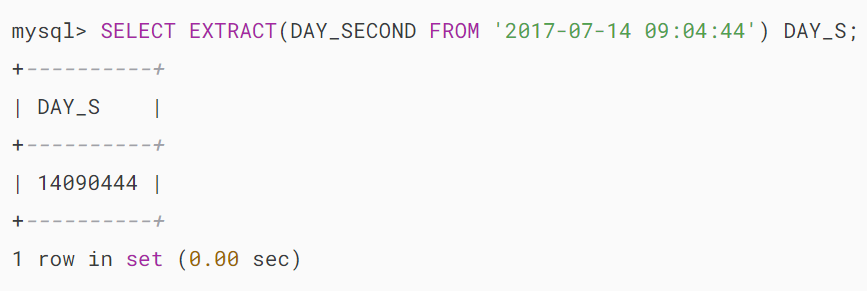 mysql> SELECT EXTRACT(DAY_SECOND FROM '2017-07-14 09:04:44') DAY_S;
+----------+
| DAY_S    |
+----------+
| 14090444 |
+----------+
1 row in set (0.00 sec)